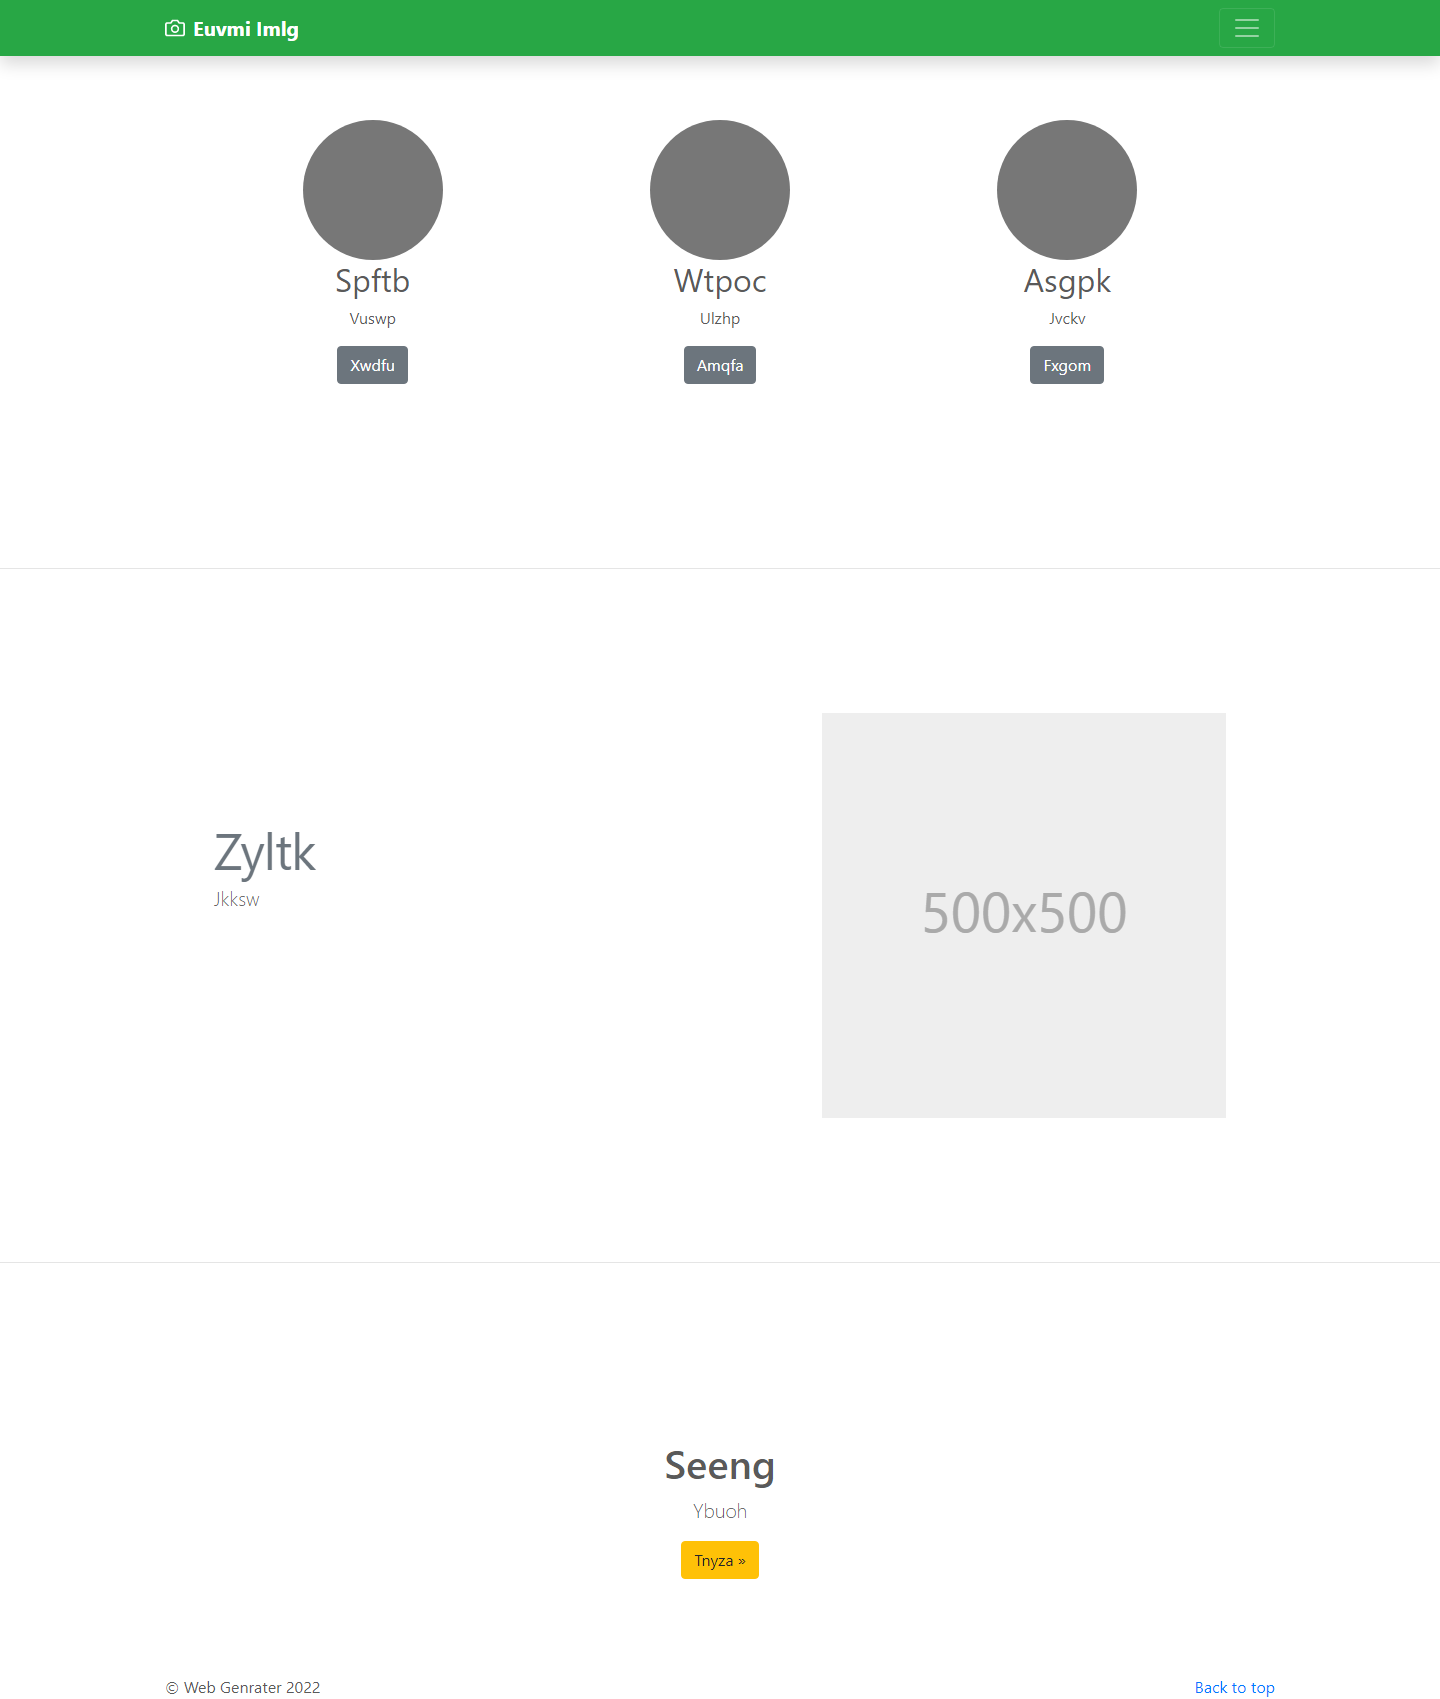 Euvmi Imlg
Spftb
Vuswp
Xwdfu
Wtpoc
Ulzhp
Amqfa
Asgpk
Jvckv
Fxgom
Zyltk
Jkksw
500x500
Seeng
Ybuoh
Tnyza »
© Web Genrater 2022
Back to top